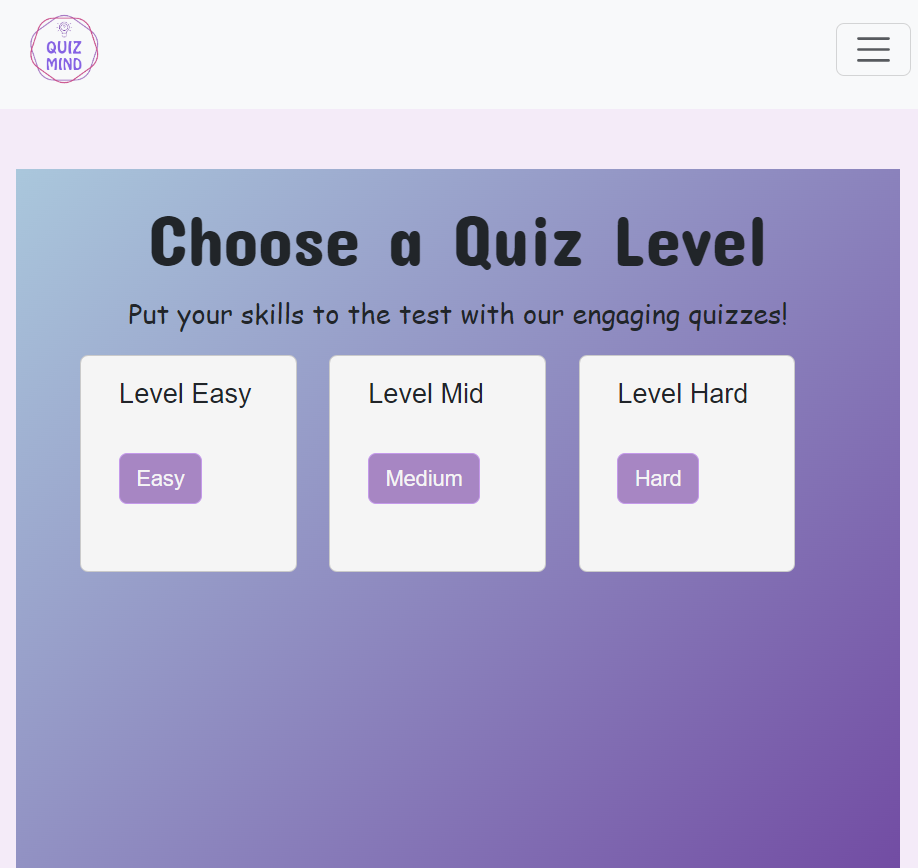 QUIZ
MIND
Choose a Quiz Level
Put your skills to the test with our engaging quizzes!
Level Easy
Easy
Level Mid
Medium
Level Hard
Hard